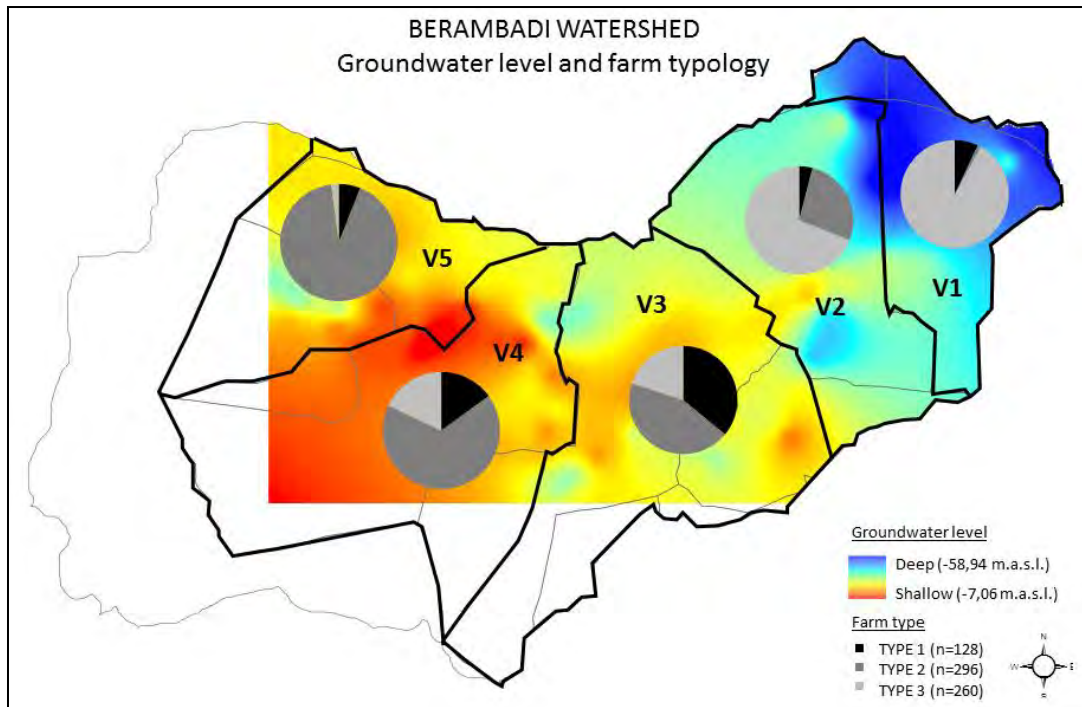 BERAMBADI WATERSHED
Groundwater level and farm typology
V5
V4
V3
V2
V1
Groundwater level
Deep (-58,94 m.a.s.l.)
Shallow (-7,06 m.a.s.l.)
Farm type
TYPE 1 (n=128)
TYPE 2 (n=296)
TYPE 3 (n=260)
N
W
E
S